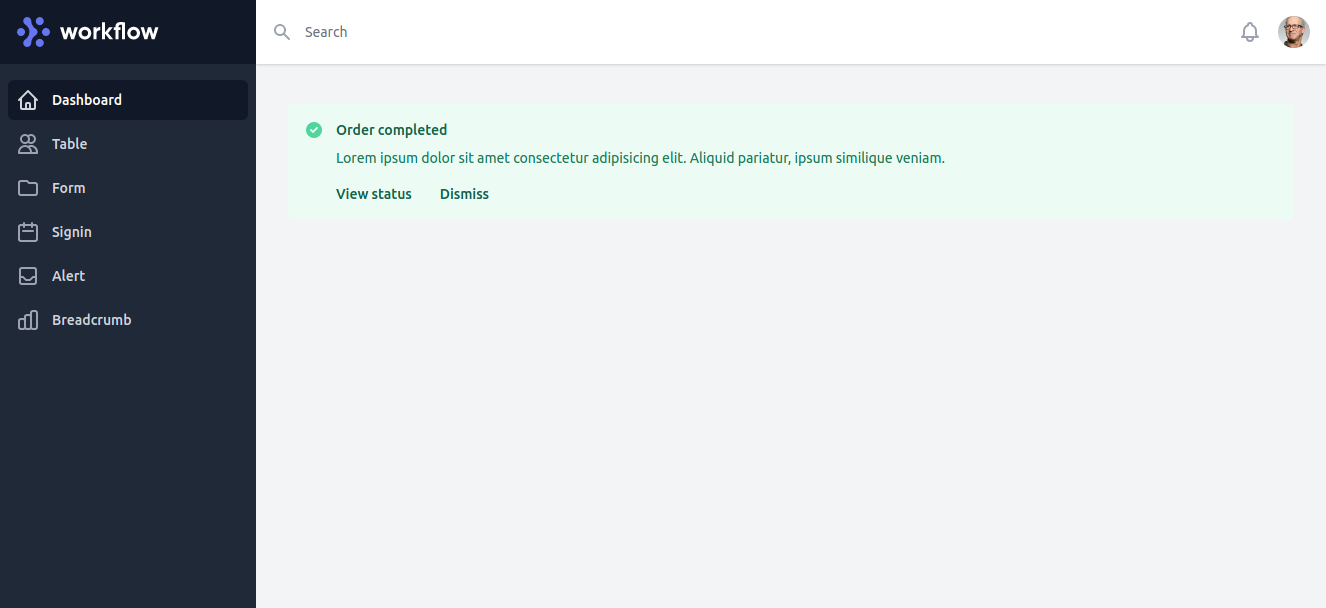 workflow
Search
Dashboard
Table
Form
Signin
Alert
Breadcrumb
Order completed
Lorem ipsum dolor sit amet consectetur adipisicing elit. Aliquid pariatur, ipsum similique veniam.
View status Dismiss